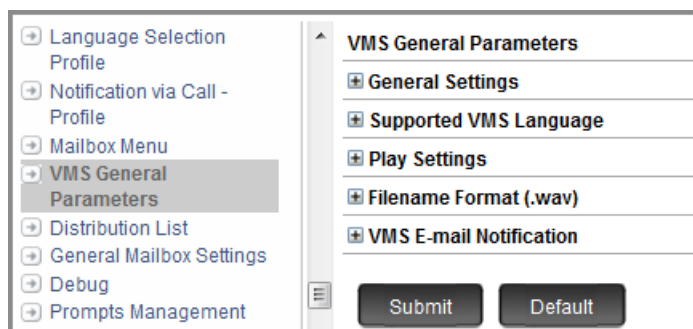 Language Selection
Profile
Notification via Call -
Profile
Mailbox Menu
VMS General
Parameters
Distribution List
General Mailbox Settings
Debug
Prompts Management
VMS General Parameters
General Settings
Supported VMS Language
Play Settings
Filename Format (.wav)
VMS E-mail Notification
Submit
Default